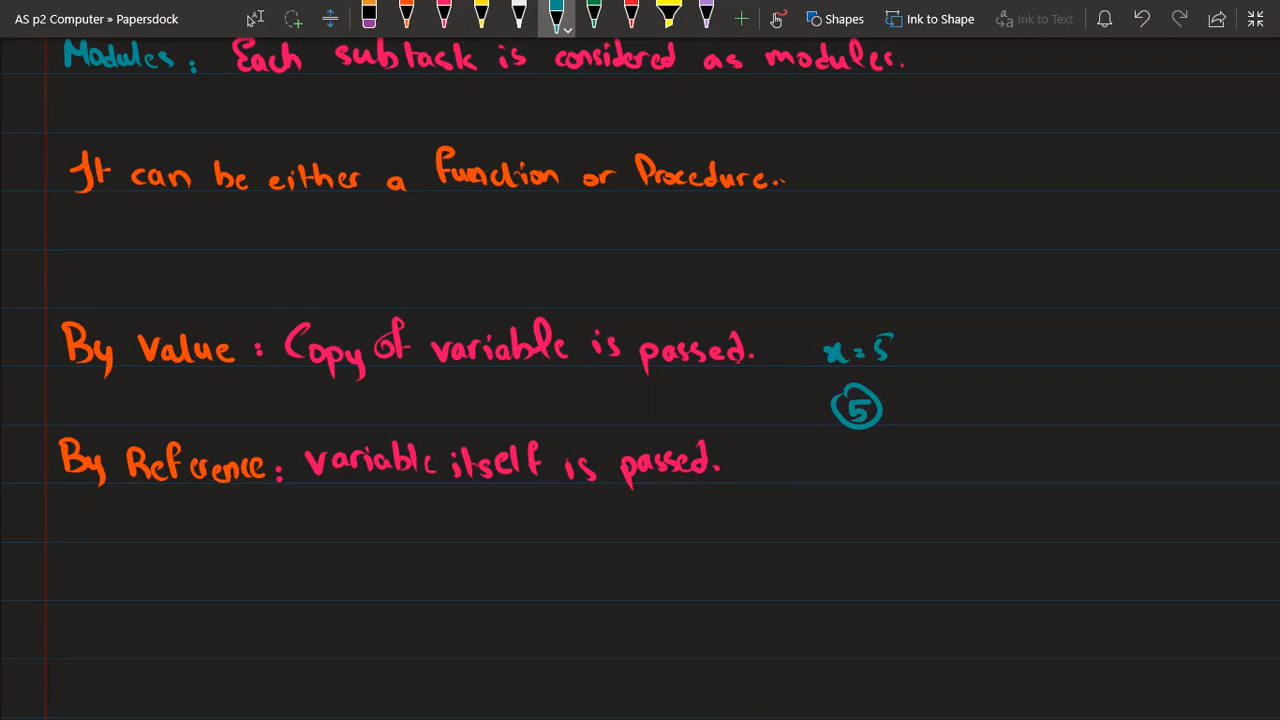 AS p2 Computer » Papersdock
Shapes
Ink to Shape
Ink to Text
Modules: Each subtask is considered as modules.
It can be either a Function or Procedure..
By Value: Copy of variable is passed. x=5
5
By Reference: variable itself is passed.